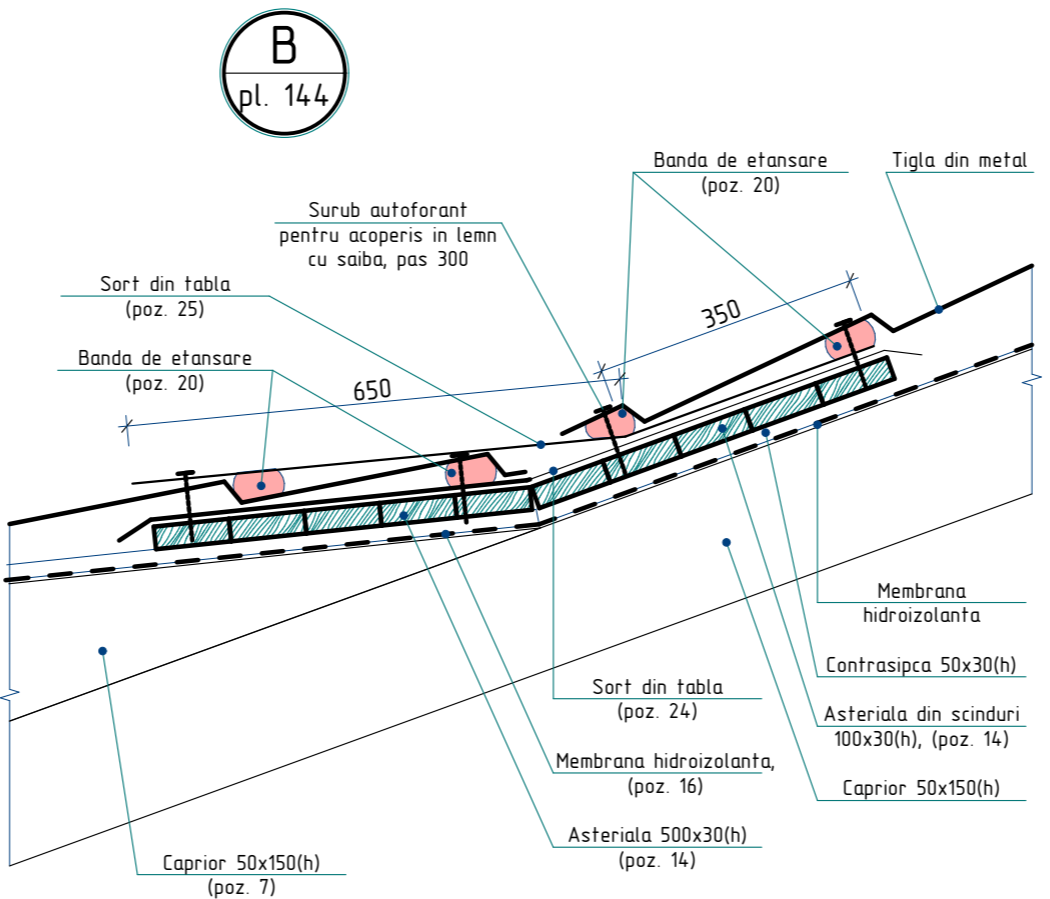 B
pl. 144
Banda de etansare
(poz. 20)
Tigla din metal
Surub autoforant
pentru acoperis in lemn
cu saiba, pas 300
Sort din tabla
(poz. 25)
350
Banda de etansare
(poz. 20)
650
Membrana
hidroizolanta
Contrasipca 50x30(h)
Sort din tabla
(poz. 24)
Asteriala din scinduri
100x30(h), (poz. 14)
Membrana hidroizolanta,
(poz. 16)
Caprior 50x150(h)
Asteriala 500x30(h)
(poz. 14)
Caprior 50x150(h)
(poz. 7)